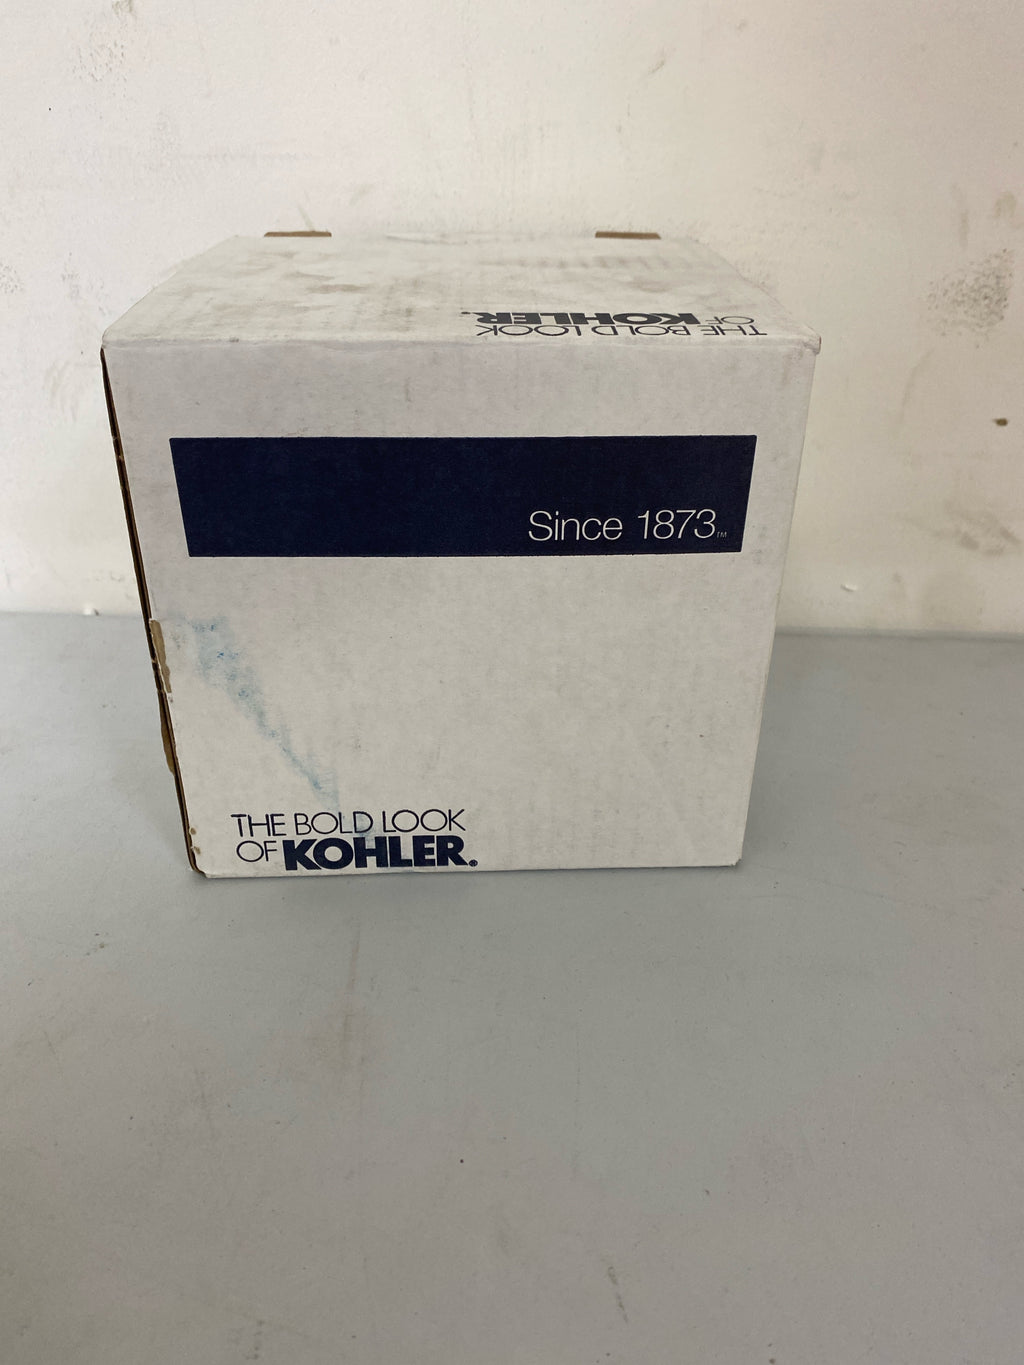 THE BOLD LOOK
OF KOHLER.
Since 1873™
THE BOLD LOOK
OF KOHLER®